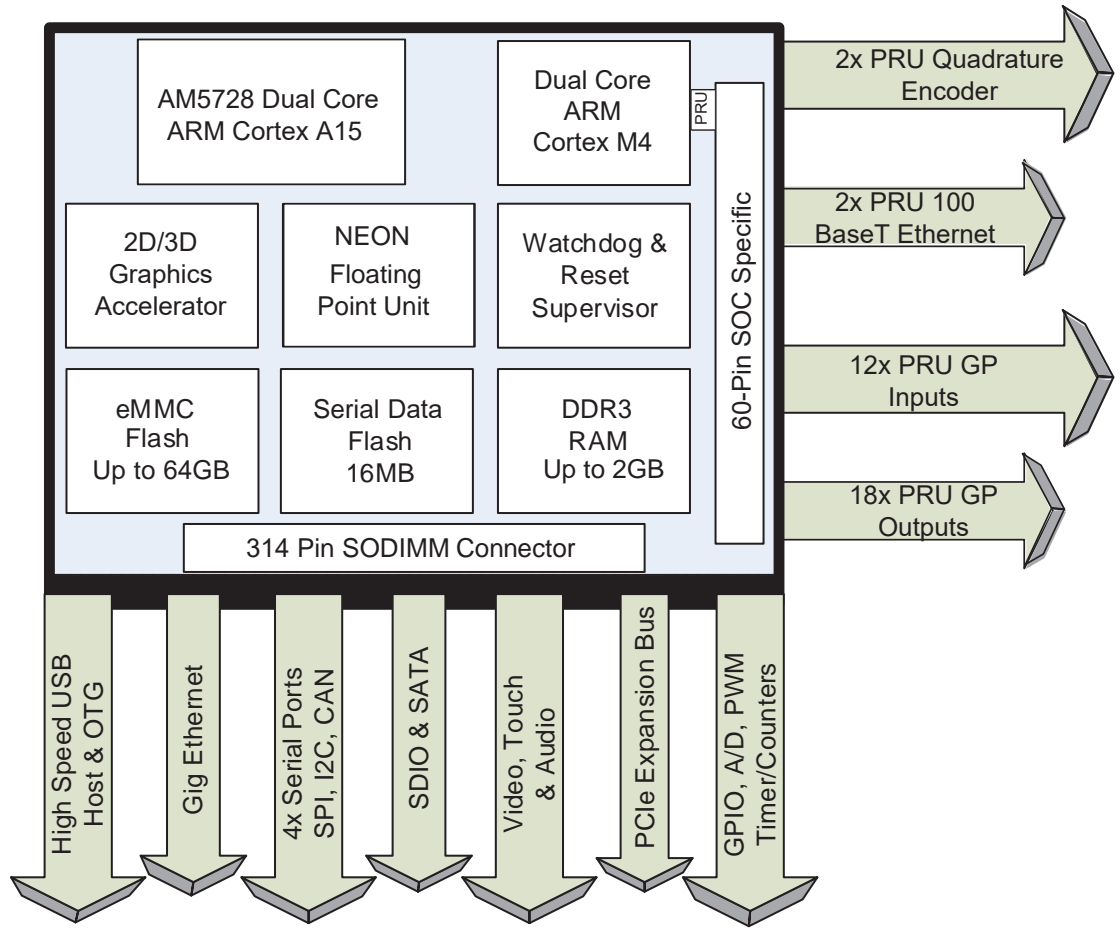 AM5728 Dual Core
ARM Cortex A15
Dual Core
ARM
Cortex M4
PRU
60-Pin SOC Specific
2D/3D
Graphics
Accelerator
NEON
Floating
Point Unit
Watchdog &
Reset
Supervisor
eMMC
Flash
Up to 64GB
Serial Data
Flash
16MB
DDR3
RAM
Up to 2GB
314 Pin SODIMM Connector
2x PRU Quadrature
Encoder
2x PRU 100
BaseT Ethernet
12x PRU GP
Inputs
18x PRU GP
Outputs
High Speed USB
Host & OTG
Gig Ethernet
4x Serial Ports
SPI, I2C, CAN
SDIO & SATA
Video, Touch
& Audio
PCIe Expansion Bus
GPIO, A/D, PWM
Timer/Counters